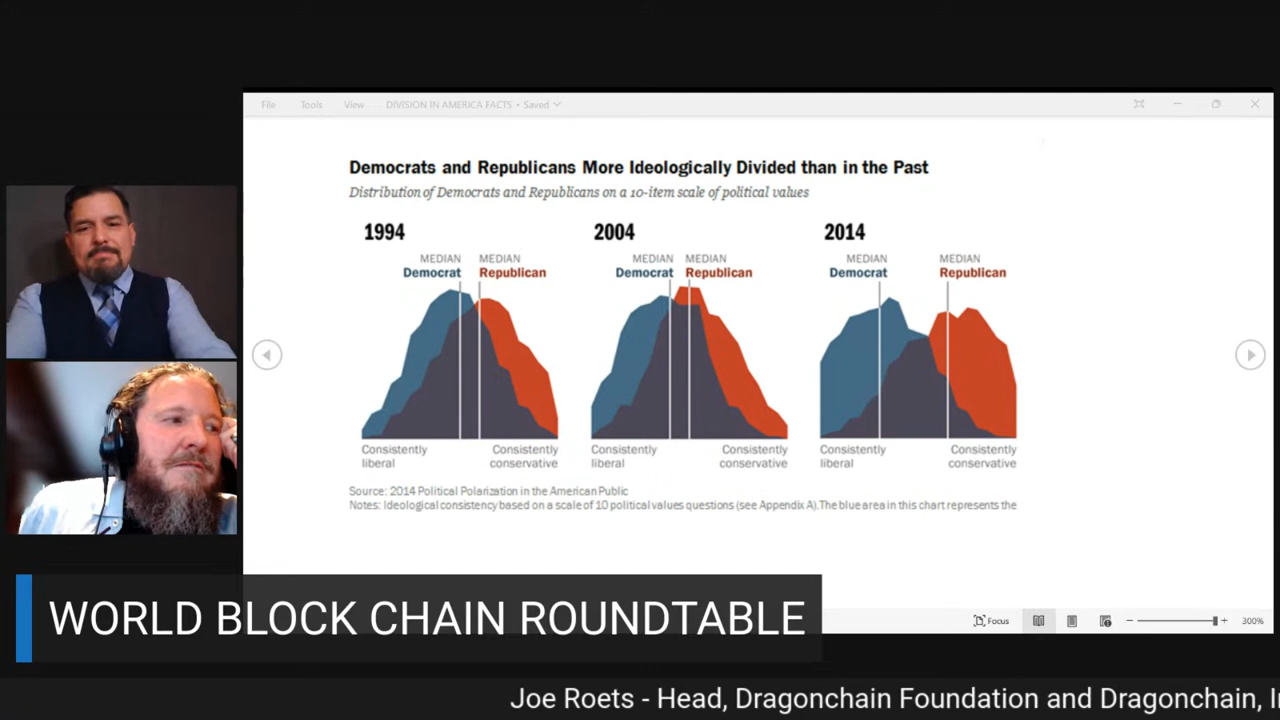 File Tools View DIVISION IN AMERICA FACTS • Saved
Democrats and Republicans More Ideologically Divided than in the Past
Distribution of Democrats and Republicans on a 10-item scale of political values
1994 2004 2014
MEDIAN MEDIAN MEDIAN MEDIAN MEDIAN MEDIAN
Democrat Republican Democrat Republican Democrat Republican
Consistently Consistently Consistently Consistently Consistently Consistently
liberal conservative liberal conservative liberal conservative
Source: 2014 Political Polarization in the American Public
Notes: Ideological consistency based on a scale of 10 political values questions (see Appendix A). The blue area in this chart represents the
Focus 300%
WORLD BLOCK CHAIN ROUNDTABLE
Joe Roets - Head, Dragonchain Foundation and Dragonchain, I